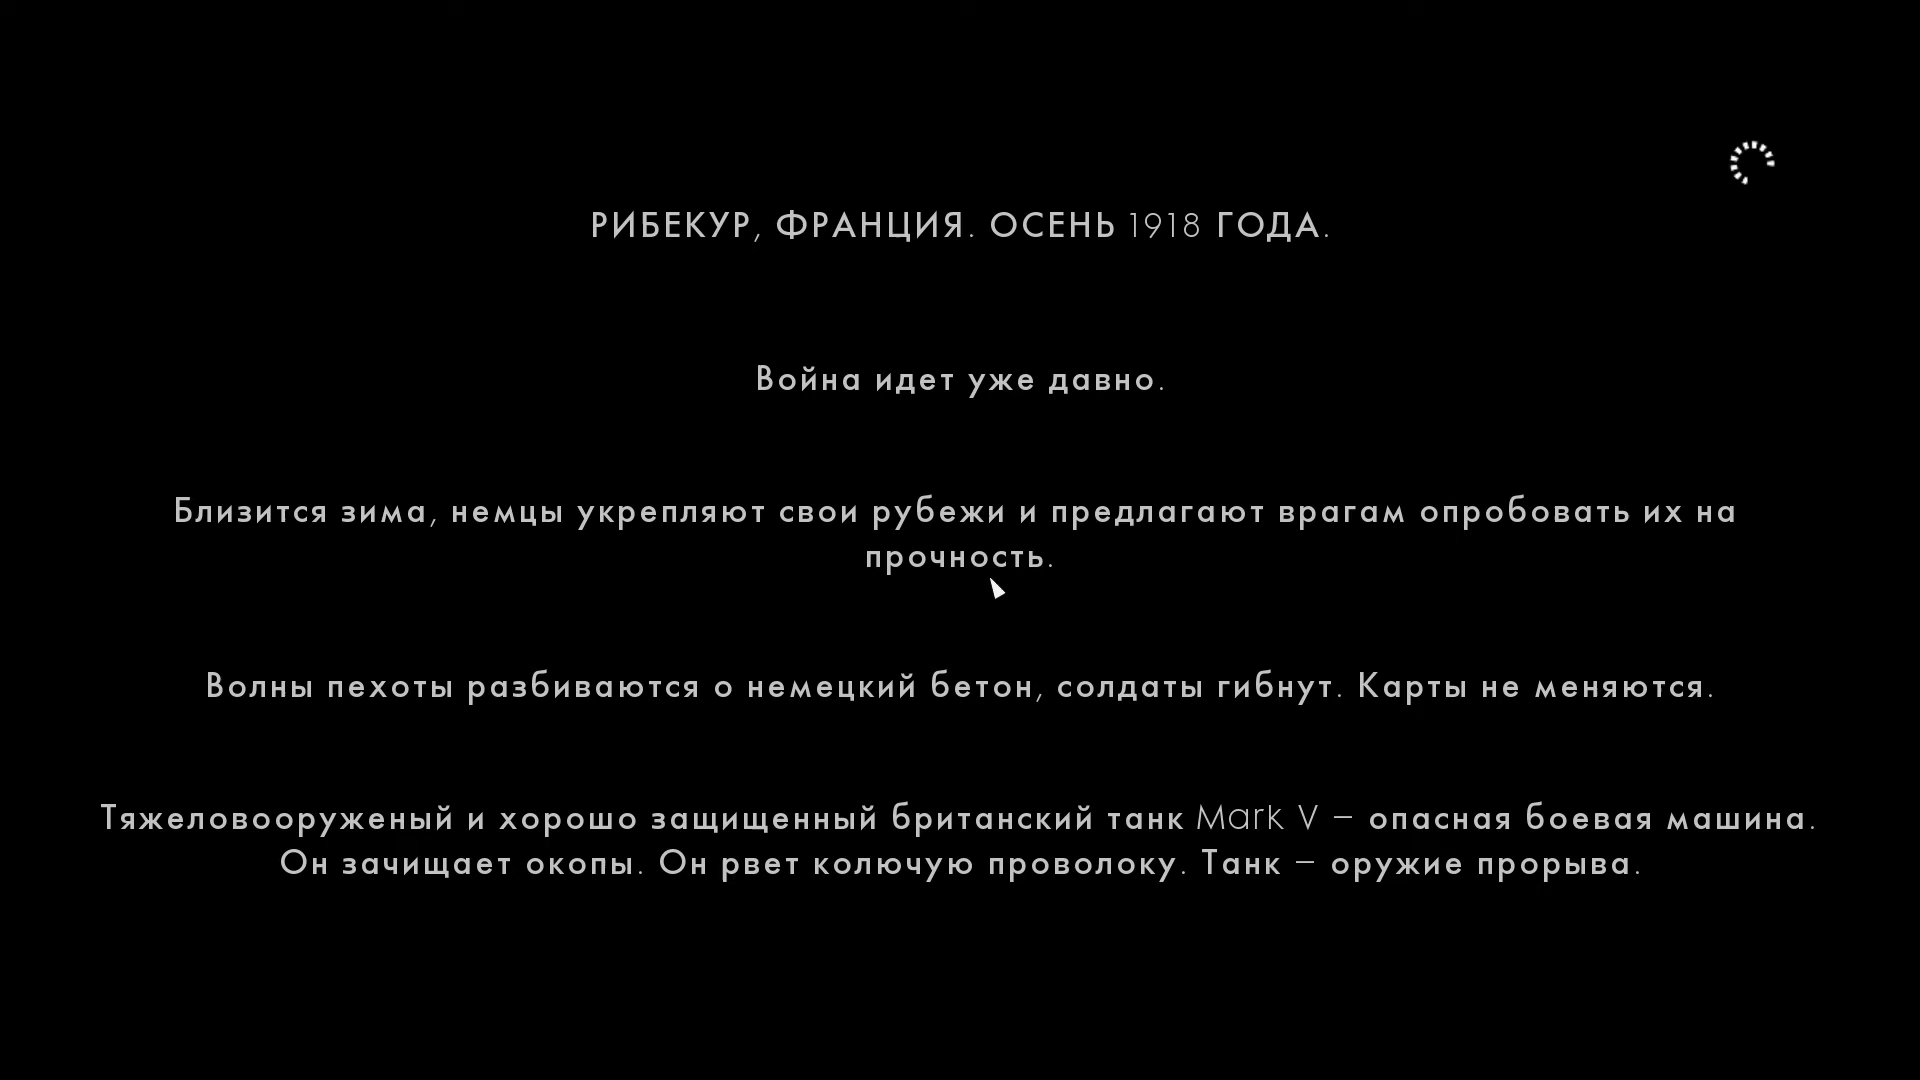 РИБЕКУР, ФРАНЦИЯ. ОСЕНЬ 1918 ГОДА.
Война идет уже давно.
Близится зима, немцы укрепляют свои рубежи и предлагают врагам опробовать их на
прочность.
Волны пехоты разбиваются о немецкий бетон, солдаты гибнут. Карты не меняются.
Тяжеловооруженый и хорошо защищенный британский танк Mark V – опасная боевая машина.
Он зачищает окопы. Он рвет колючую проволоку. Танк – оружие прорыва.